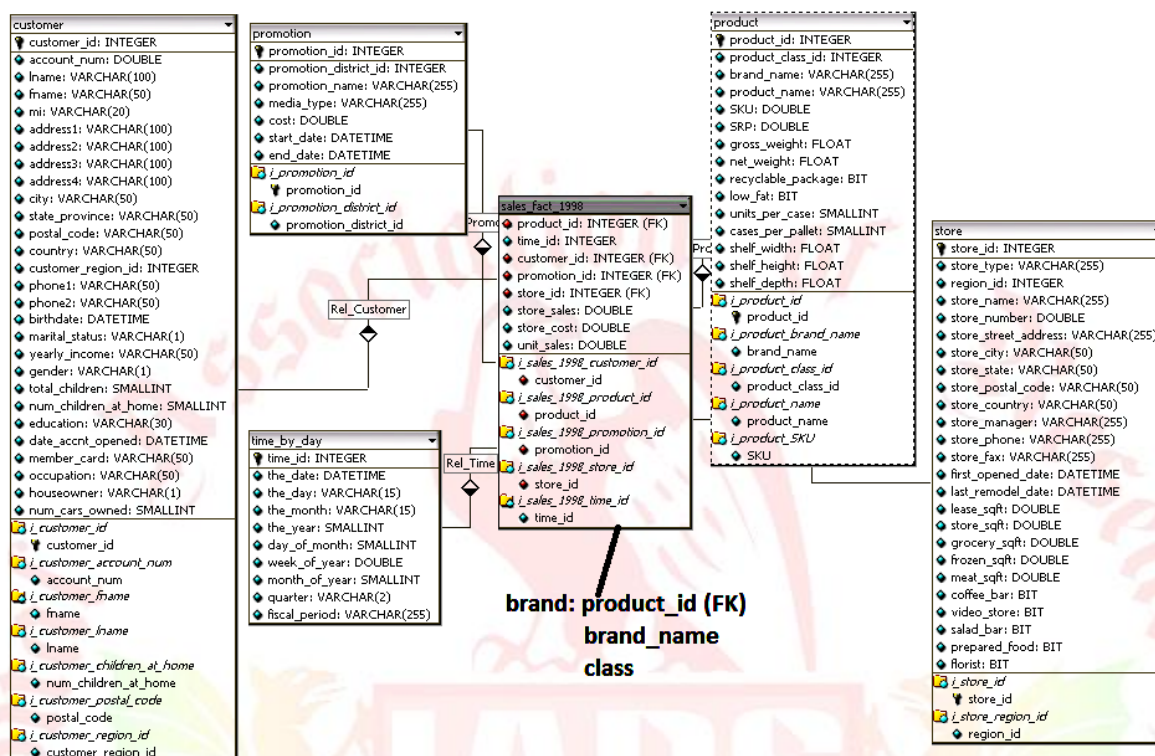 customer
customer_id: INTEGER
account_num: DOUBLE
lname: VARCHAR(100)
fname: VARCHAR(50)
mi: VARCHAR(20)
address1: VARCHAR(100)
address2: VARCHAR(100)
address3: VARCHAR(100)
address4: VARCHAR(100)
city: VARCHAR(50)
state_province: VARCHAR(50)
postal_code: VARCHAR(50)
country: VARCHAR(50)
customer_region_id: INTEGER
phone1: VARCHAR(50)
phone2: VARCHAR(50)
birthdate: DATETIME
marital_status: VARCHAR(1)
yearly_income: VARCHAR(50)
gender: VARCHAR(1)
total_children: SMALLINT
num_children_at_home: SMALLINT
education: VARCHAR(30)
date_accnt_opened: DATETIME
member_card: VARCHAR(50)
occupation: VARCHAR(50)
houseowner: VARCHAR(1)
num_cars_owned: SMALLINT
i_customer_id
customer_id
i_customer_account_num
account_num
i_customer_fname
fname
i_customer_lname
lname
i_customer_children_at_home
num_children_at_home
i_customer_postal_code
postal_code
i_customer_region_id
customer_region_id
promotion
promotion_id: INTEGER
promotion_district_id: INTEGER
promotion_name: VARCHAR(255)
media_type: VARCHAR(255)
cost: DOUBLE
start_date: DATETIME
end_date: DATETIME
i_promotion_id
promotion_id
i_promotion_district_id
promotion_district_id
Rel_Customer
time_by_day
time_id: INTEGER
the_date: DATETIME
the_day: VARCHAR(15)
the_month: VARCHAR(15)
the_year: SMALLINT
day_of_month: SMALLINT
week_of_year: DOUBLE
month_of_year: SMALLINT
quarter: VARCHAR(2)
fiscal_period: VARCHAR(255)
Rel_Time
Promo
sales_fact_1998
product_id: INTEGER (FK)
time_id: INTEGER
customer_id: INTEGER (FK)
promotion_id: INTEGER (FK)
store_id: INTEGER (FK)
store_sales: DOUBLE
store_cost: DOUBLE
unit_sales: DOUBLE
i_sales_1998_customer_id
customer_id
i_sales_1998_product_id
product_id
i_sales_1998_promotion_id
promotion_id
i_sales_1998_store_id
store_id
i_sales_1998_time_id
time_id
brand: product_id (FK)
brand_name
class
Pro
product
product_id: INTEGER
product_class_id: INTEGER
brand_name: VARCHAR(255)
product_name: VARCHAR(255)
SKU: DOUBLE
SRP: DOUBLE
gross_weight: FLOAT
net_weight: FLOAT
recyclable_package: BIT
low_fat: BIT
units_per_case: SMALLINT
cases_per_pallet: SMALLINT
shelf_width: FLOAT
shelf_height: FLOAT
shelf_depth: FLOAT
i_product_id
product_id
i_product_brand_name
brand_name
i_product_class_id
product_class_id
i_product_name
product_name
i_product_SKU
SKU
store
store_id: INTEGER
store_type: VARCHAR(255)
region_id: INTEGER
store_name: VARCHAR(255)
store_number: DOUBLE
store_street_address: VARCHAR(255)
store_city: VARCHAR(50)
store_state: VARCHAR(50)
store_postal_code: VARCHAR(50)
store_country: VARCHAR(50)
store_manager: VARCHAR(255)
store_phone: VARCHAR(255)
store_fax: VARCHAR(255)
first_opened_date: DATETIME
last_remodel_date: DATETIME
lease_sqft: DOUBLE
store_sqft: DOUBLE
grocery_sqft: DOUBLE
frozen_sqft: DOUBLE
meat_sqft: DOUBLE
coffee_bar: BIT
video_store: BIT
salad_bar: BIT
prepared_food: BIT
florist: BIT
i_store_id
store_id
i_store_region_id
region_id